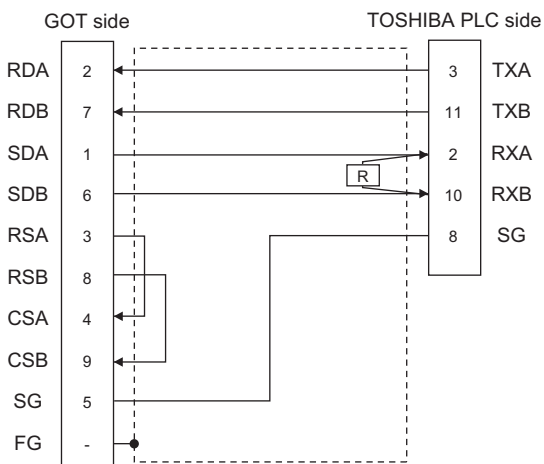 GOT side TOSHIBA PLC side
RDA 2 3 TXA
RDB 7 11 TXB
SDA 1 2 RXA
R
SDB 6 10 RXB
RSA 3 8 SG
RSB 8
CSA 4
CSB 9
SG 5
FG -